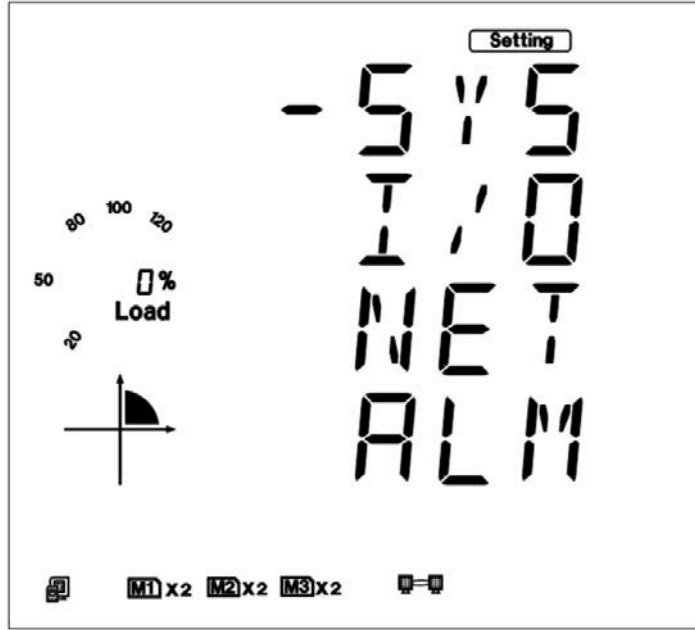 Setting
- SYS
I/O
NET
ALM
100
80
120
50
0%
Load
20
M1 X2 M2 X2 M3 X2